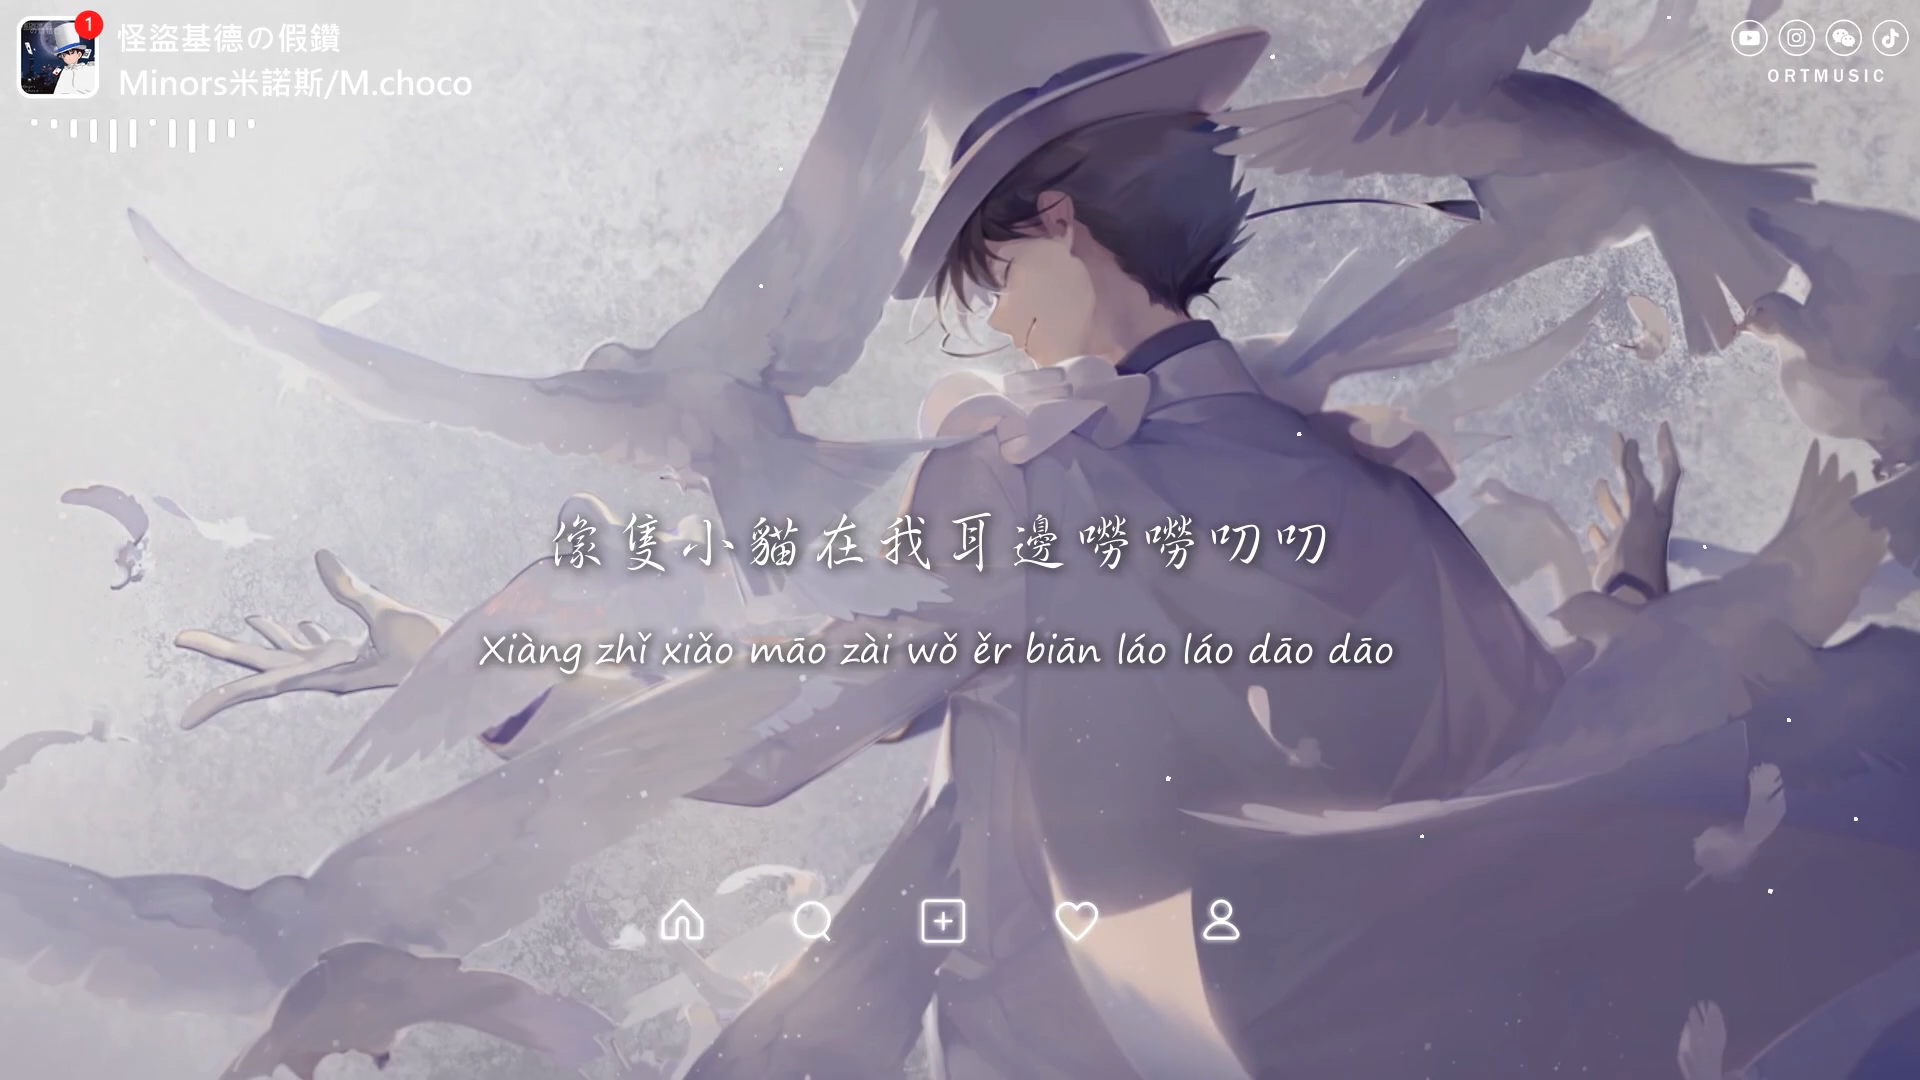 1
怪盜基德の假鑽
Minors米諾斯/M.choco
ORTMUSIC
像隻小貓在我耳邊嘮嘮叨叨
Xiàng zhǐ xiǎo māo zài wǒ ěr biān láo láo dāo dāo